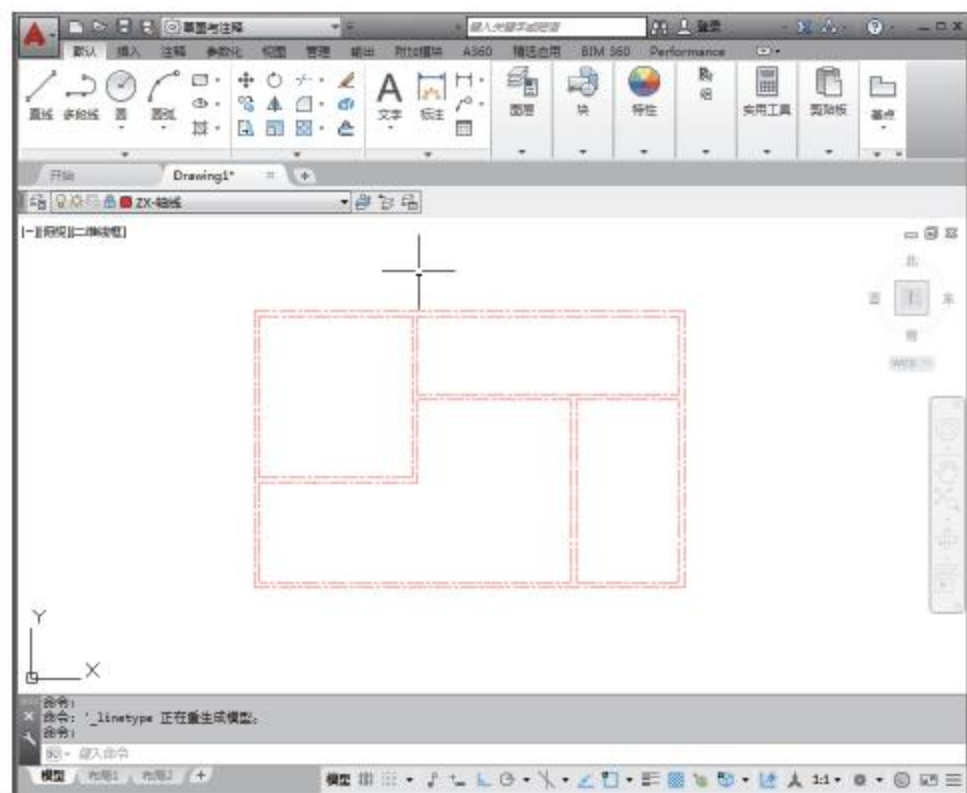 草图与注释
键入关键字或短语
登录
默认 插入 注释 参数化 视图 管理 输出 附加模块 A360 精选应用 BIM 360 Performance
直线 多段线 圆 圆弧 A 文字 标注 图层 块 特性 实用工具 剪贴板 基点
开始 Drawing1*
ZX-轴线
[-][俯视][二维线框]
北
西 上 东
南
WCS
Y
X
命令:
命令: '_linetype 正在重生成模型。
命令:
键入命令
模型 布局1 布局2 +
模型 1:1